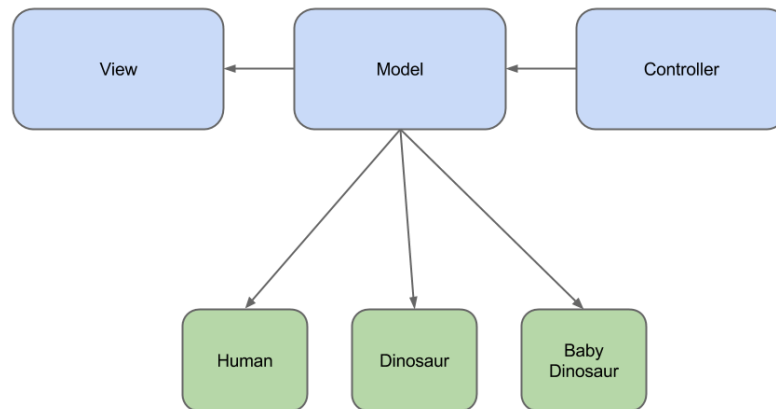 View
Model
Controller
Human
Dinosaur
Baby
Dinosaur